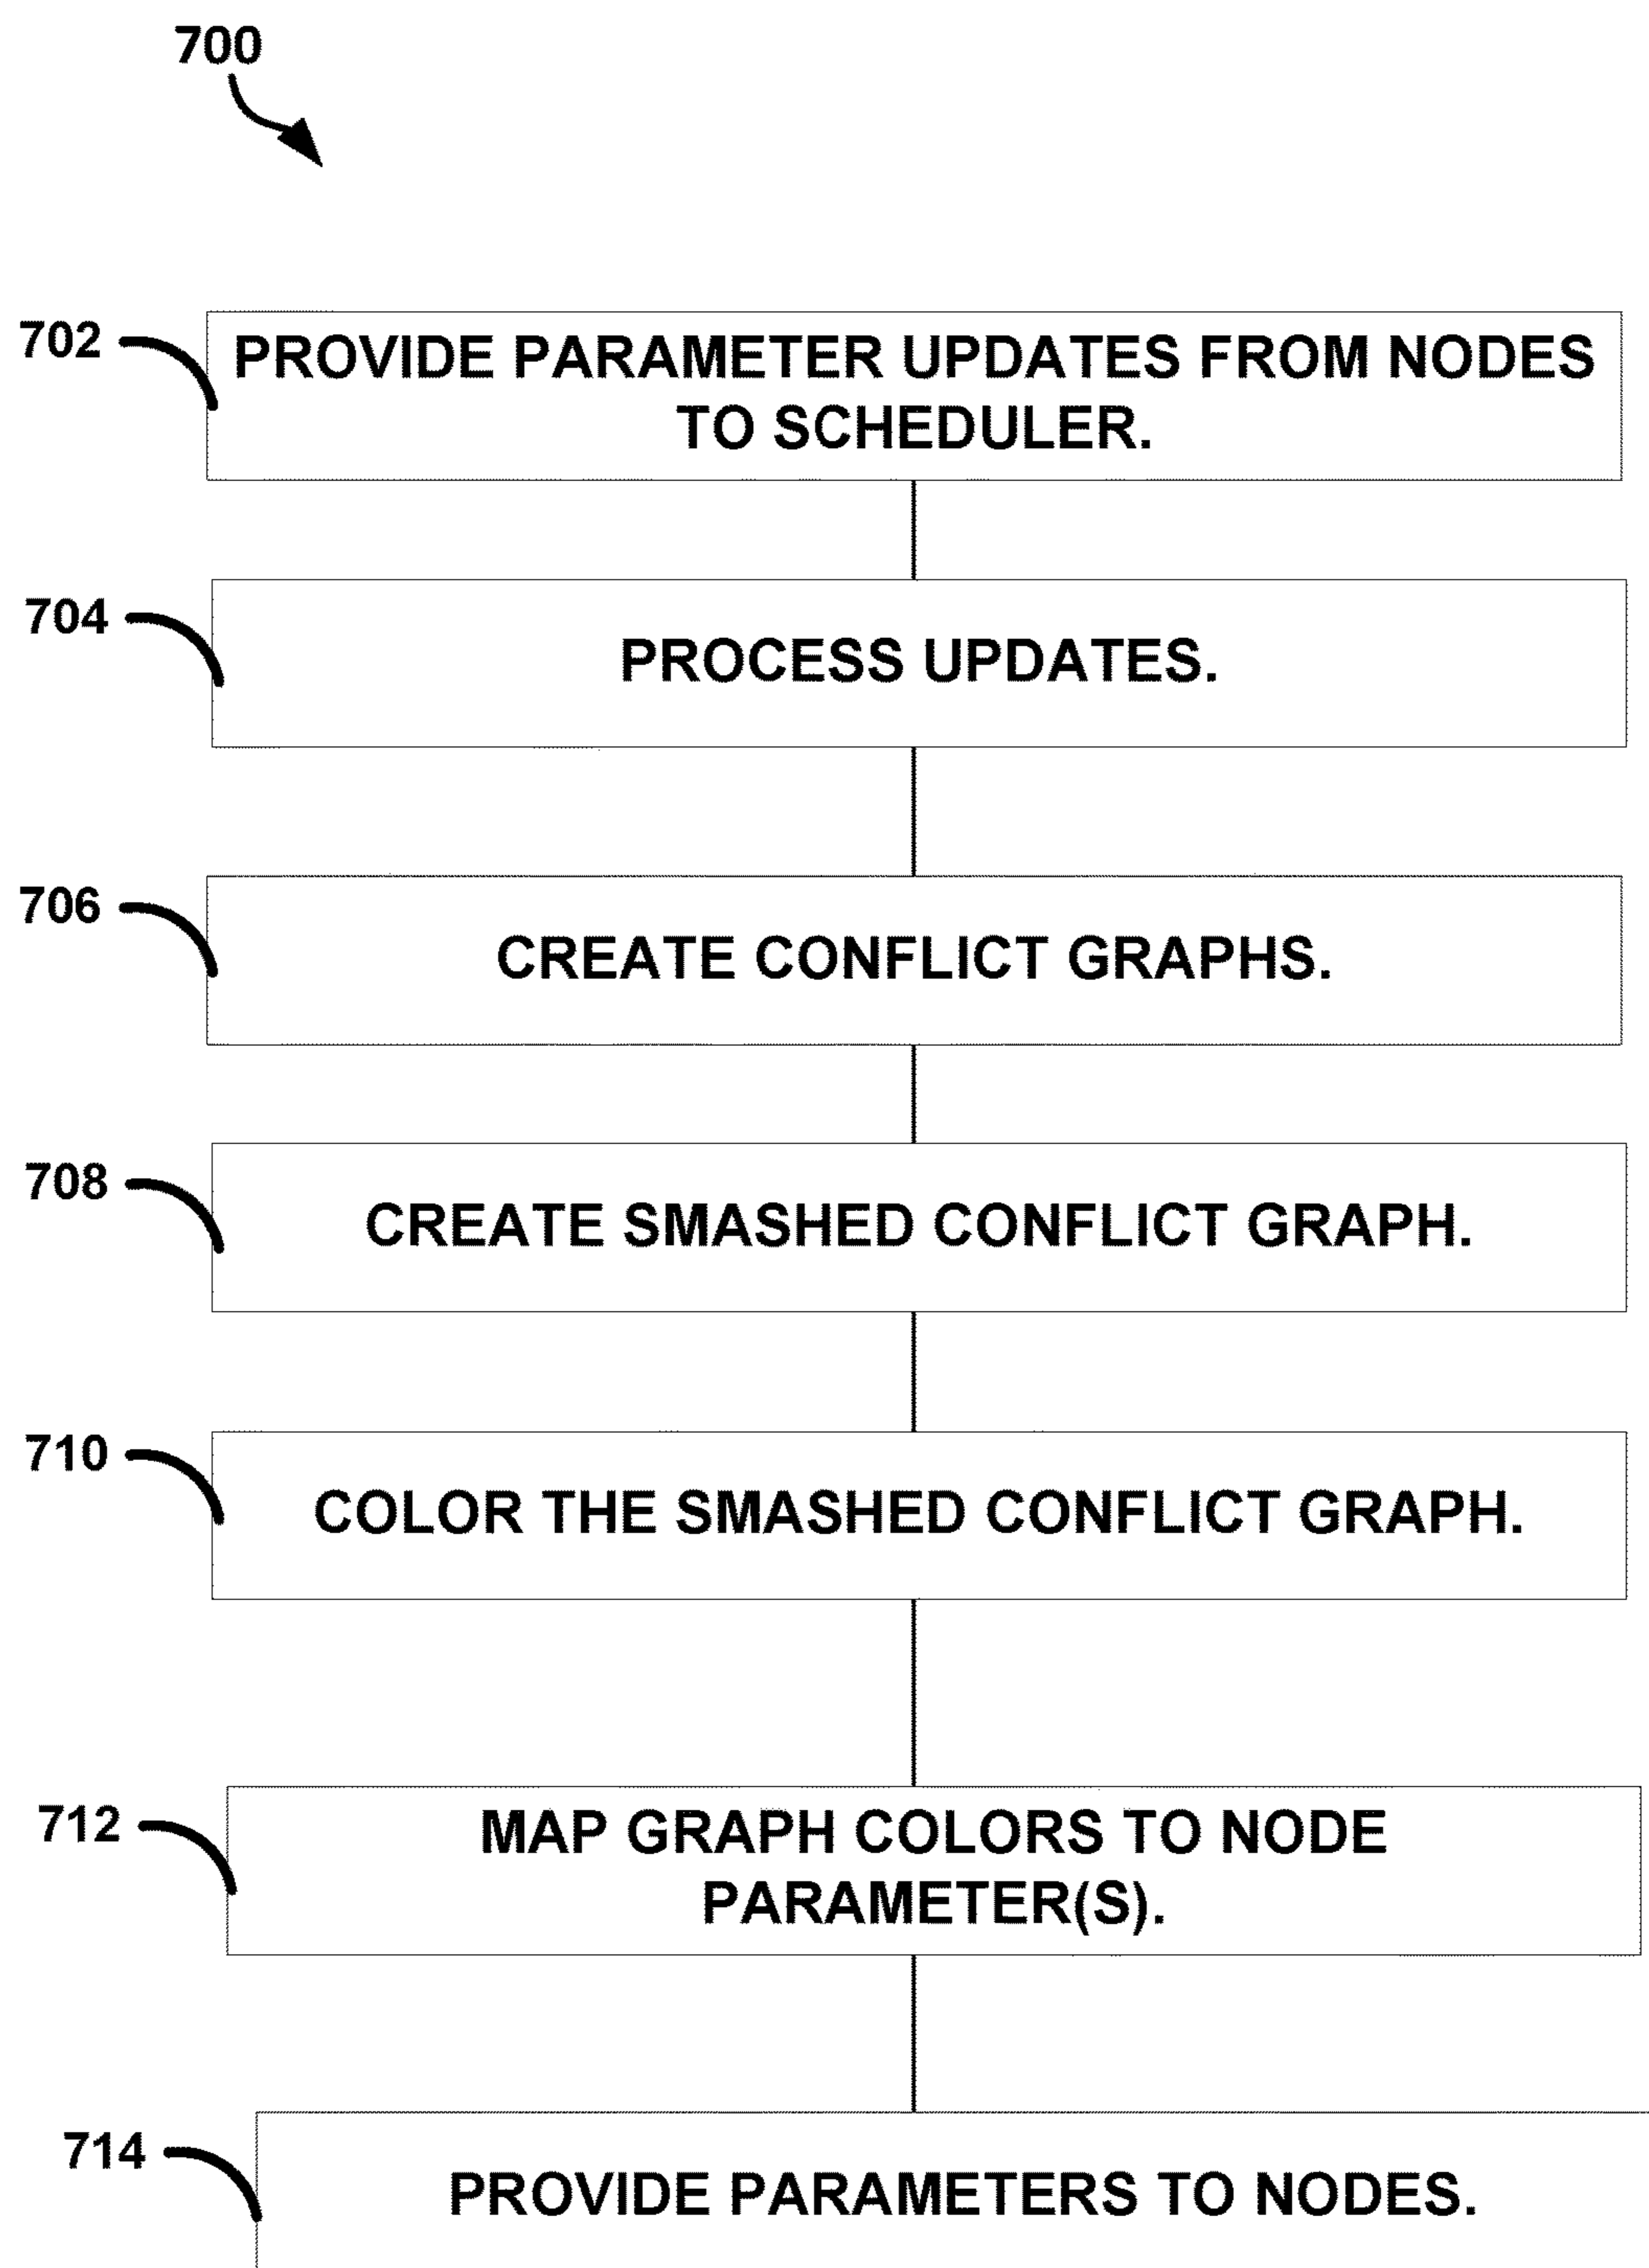 700
702
PROVIDE PARAMETER UPDATES FROM NODES
TO SCHEDULER.
704
PROCESS UPDATES.
706
CREATE CONFLICT GRAPHS.
708
CREATE SMASHED CONFLICT GRAPH.
710
COLOR THE SMASHED CONFLICT GRAPH.
712
MAP GRAPH COLORS TO NODE
PARAMETER(S).
714
PROVIDE PARAMETERS TO NODES.